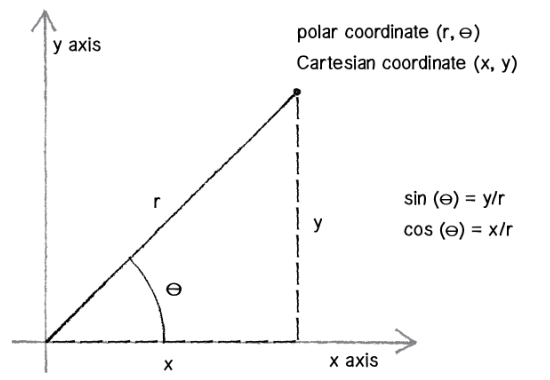 y axis
polar coordinate (r, ɵ)
Cartesian coordinate (x, y)
r
sin (ɵ) = y/r
y
cos (ɵ) = x/r
ɵ
x
x axis